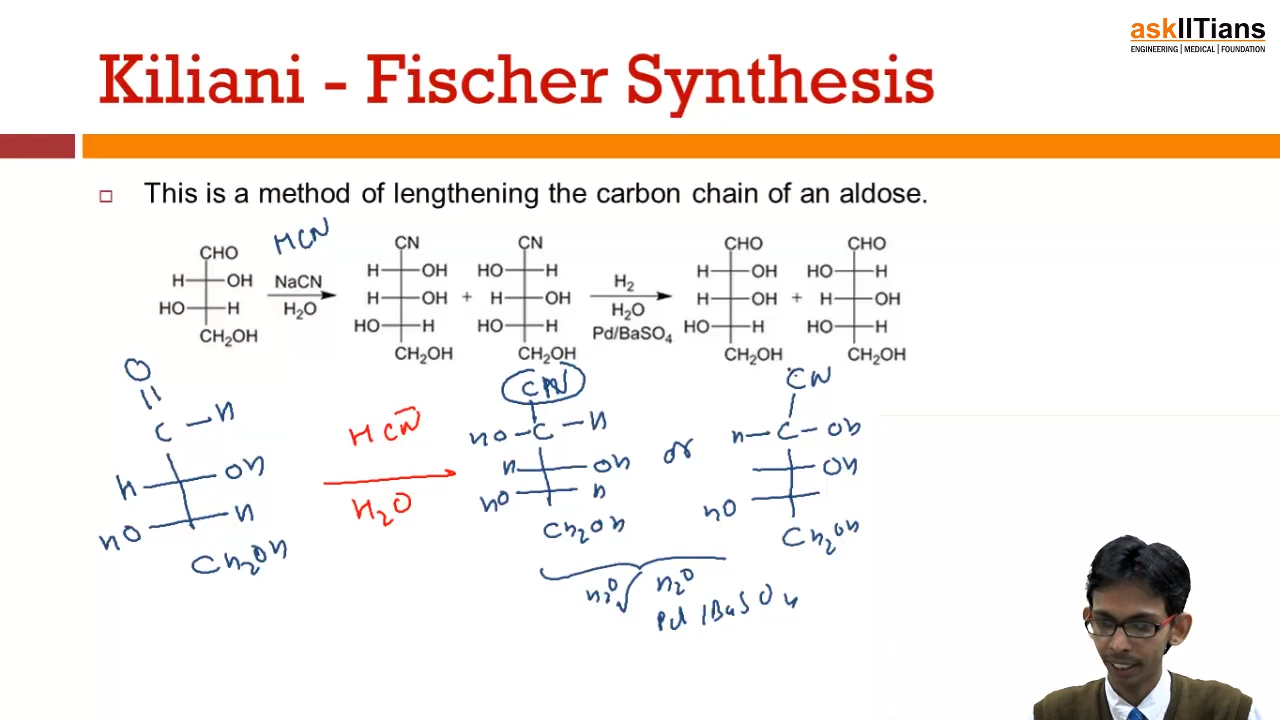 askIITians
ENGINEERING | MEDICAL | FOUNDATION
Kiliani - Fischer Synthesis
This is a method of lengthening the carbon chain of an aldose.
HCN
CHO
H OH
HO H
CH2OH
NaCN
H2O
CN
H OH
H OH
HO H
CH2OH
+
CN
HO H
H OH
HO H
CH2OH
H2
H2O
Pd/BaSO4
CHO
H OH
H OH
HO H
CH2OH
+
CHO
HO H
H OH
HO H
CH2OH
O
C H
H OH
HO H
CH2OH
HCN
H2O
CN
HO C H
H OH
HO H
CH2OH
or
CN
H C OH
OH
HO
CH2OH
H2O
H2O
Pd/BaSO4